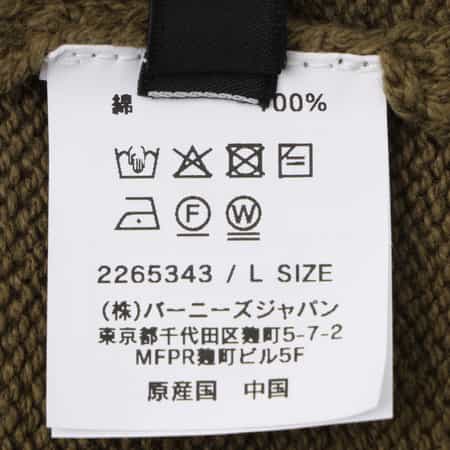 綿 100%
F W
2265343 / L SIZE
(株)バーニーズジャパン
東京都千代田区麹町5-7-2
MFPR麹町ビル5F
原産国 中国